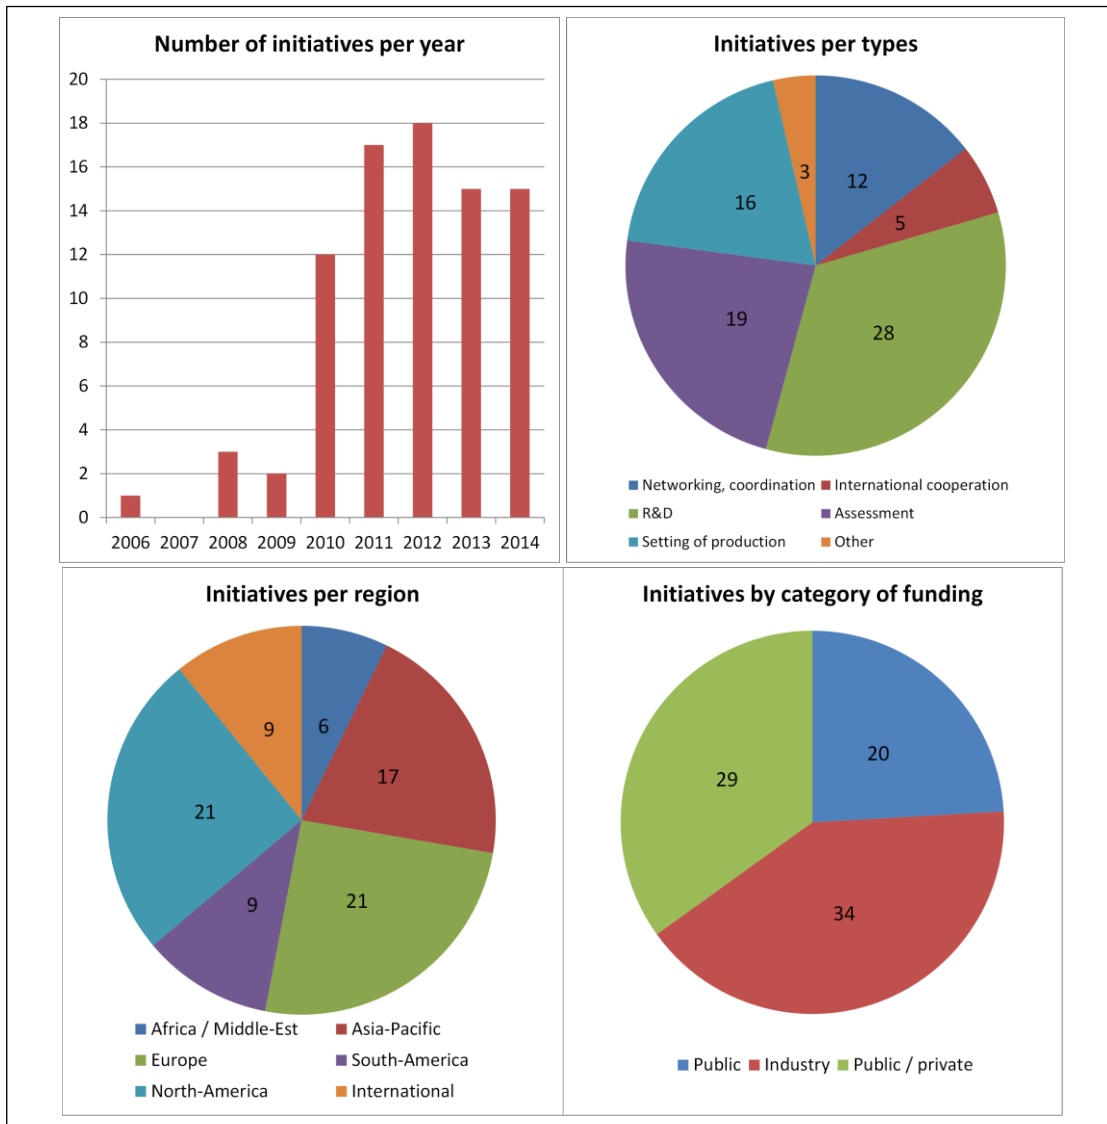 Number of initiatives per year
20
18
16
14
12
10
8
6
4
2
0
2006 2007 2008 2009 2010 2011 2012 2013 2014
Initiatives per types
3
12
5
16
19
28
Networking, coordination International cooperation
R&D Assessment
Setting of production Other
Initiatives per region
9
6
17
21
9
21
Africa / Middle-Est Asia-Pacific
Europe South-America
North-America International
Initiatives by category of funding
20
29
34
Public Industry Public / private